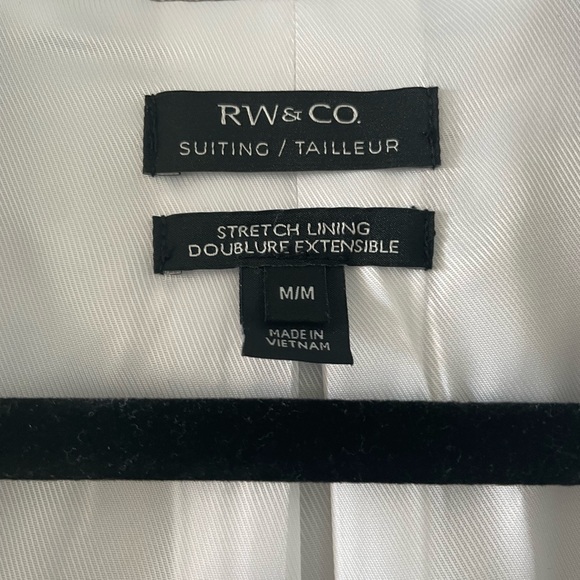 RW&CO.
SUITING / TAILLEUR
STRETCH LINING
DOUBLURE EXTENSIBLE
M/M
MADE IN
VIETNAM